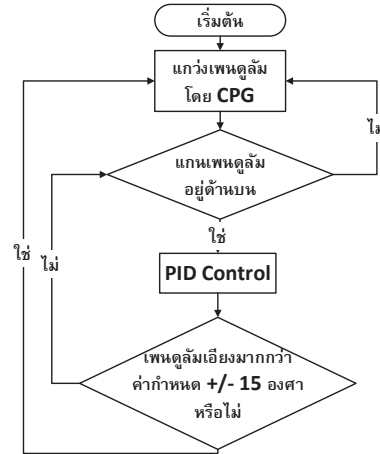 เริ่มต้น
แกว่งเพนดูลัม
โดย CPG
ไม่
แกนเพนดูลัม
อยู่ด้านบน
ใช่
ใช่
ไม่
PID Control
เพนดูลัมเอียงมากกว่า
ค่ากำหนด +/- 15 องศา
หรือไม่